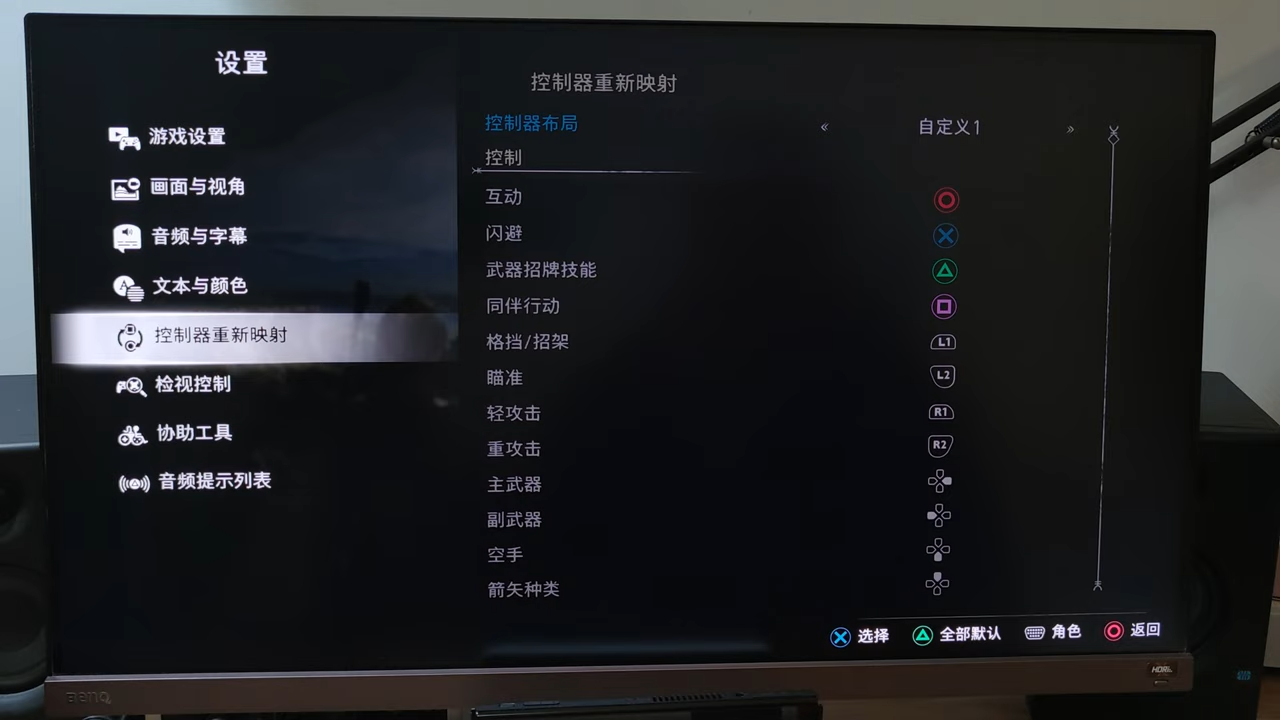 设置
游戏设置
画面与视角
音频与字幕
文本与颜色
控制器重新映射
检视控制
协助工具
音频提示列表
控制器重新映射
控制器布局
« 自定义1 »
控制
互动
闪避
武器招牌技能
同伴行动
格挡/招架 L1
瞄准 L2
轻攻击 R1
重攻击 R2
主武器
副武器
空手
箭矢种类
选择 全部默认 角色 返回
BenQ
HDRi